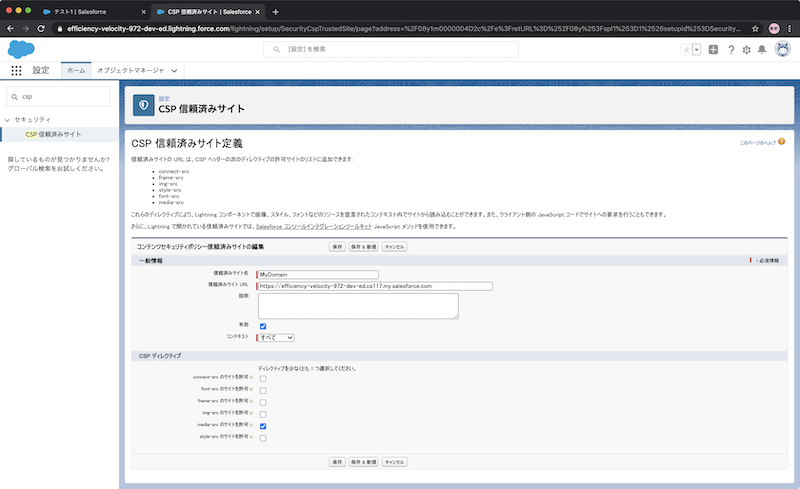 テスト1 | Salesforce
CSP 信頼済みサイト | Salesforce
efficiency-velocity-972-dev-ed.lightning.force.com/lightning/setup/SecurityCspTrustedSite/page?address=%2F08y1m0000004D2c%2Fe%3FretURL%3D%252F08y%253Fspl1%253D1%2526setupid%253DSecurity...
[設定] を検索
設定
ホーム
オブジェクトマネージャ
csp
セキュリティ
CSP 信頼済みサイト
探しているものが見つかりませんか?
グローバル検索をお試しください。
設定
CSP 信頼済みサイト
CSP 信頼済みサイト定義
このページのヘルプ
信頼済みサイトの URL は、CSP ヘッダーの次のディレクティブの許可サイトのリストに追加できます:
connect-src
frame-src
img-src
style-src
font-src
media-src
これらのディレクティブにより、Lightning コンポーネントで画像、スタイル、フォントなどのリソースを宣言されたコンテキスト内でサイトから読み込むことができます。また、クライアント側の JavaScript コードでサイトへの要求を行うこともできます。
さらに、Lightning で開かれている信頼済みサイトでは、Salesforce コンソールインテグレーションツールキット JavaScript メソッドを使用できます。
コンテンツセキュリティポリシー信頼済みサイトの編集
保存
保存 & 新規
キャンセル
一般情報
= 必須情報
信頼済みサイト名
MyDomain
信頼済みサイト URL
https://efficiency-velocity-972-dev-ed.cs117.my.salesforce.com
説明
有効
コンテキスト
すべて
CSP ディレクティブ
ディレクティブを少なくとも 1 つ選択してください。
connect-src のサイトを許可
font-src のサイトを許可
frame-src のサイトを許可
img-src のサイトを許可
media-src のサイトを許可
style-src のサイトを許可
保存
保存 & 新規
キャンセル